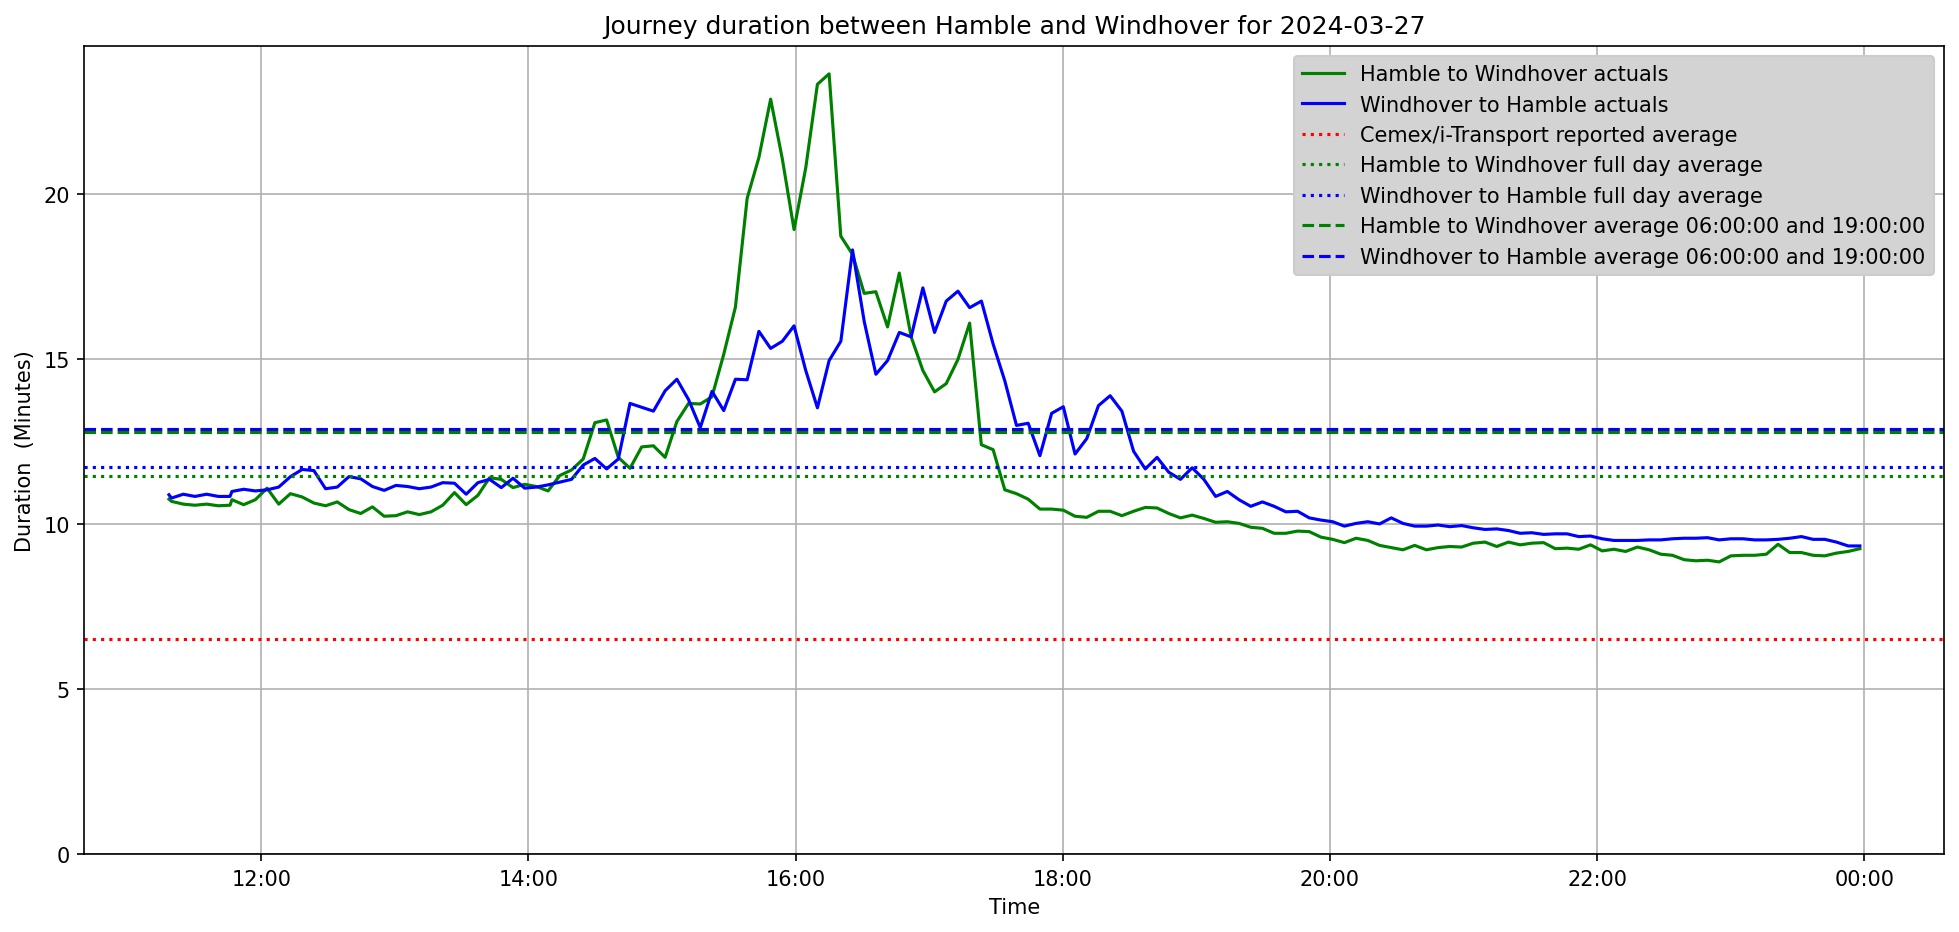 Journey duration between Hamble and Windhover for 2024-03-27
Hamble to Windhover actuals
Windhover to Hamble actuals
Cemex/i-Transport reported average
Hamble to Windhover full day average
Windhover to Hamble full day average
Hamble to Windhover average 06:00:00 and 19:00:00
Windhover to Hamble average 06:00:00 and 19:00:00
Duration (Minutes)
20
15
10
5
0
12:00
14:00
16:00
18:00
20:00
22:00
00:00
Time